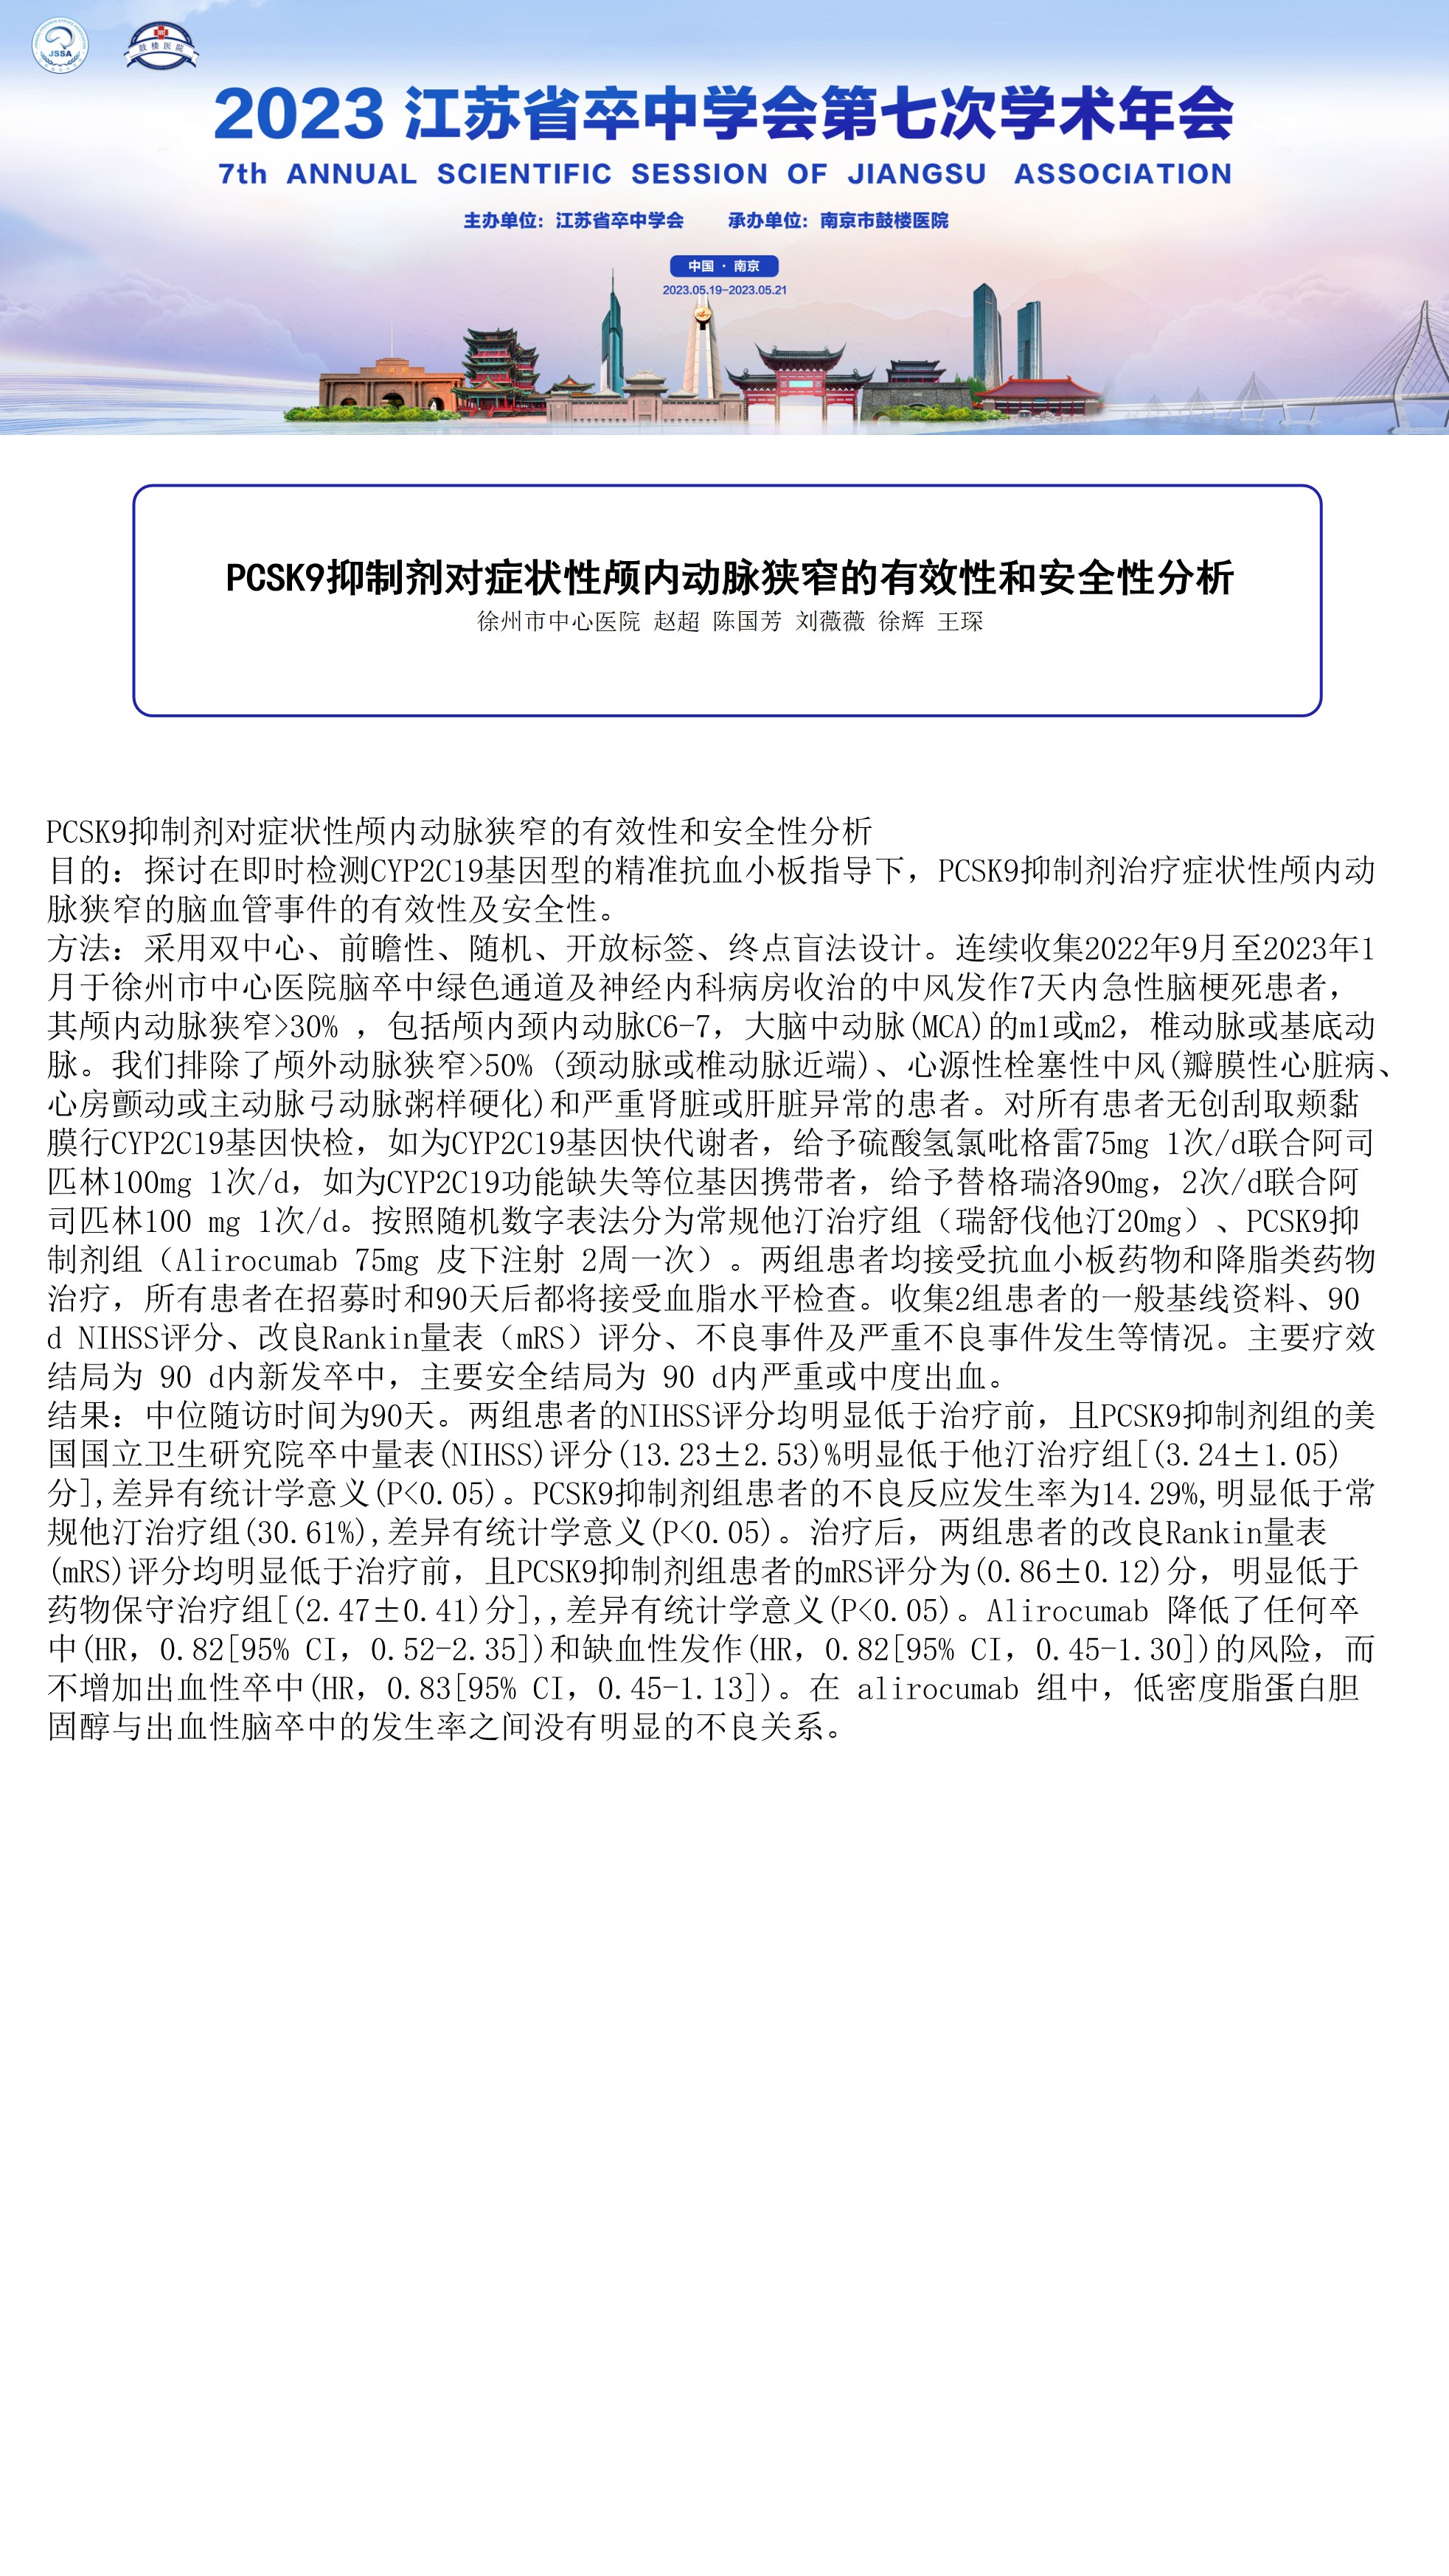 JSSA
鼓楼医院
2023 江苏省卒中学会第七次学术年会
7th ANNUAL SCIENTIFIC SESSION OF JIANGSU ASSOCIATION
主办单位：江苏省卒中学会 承办单位：南京市鼓楼医院
中国 · 南京
2023.05.19-2023.05.21
PCSK9抑制剂对症状性颅内动脉狭窄的有效性和安全性分析
徐州市中心医院 赵超 陈国芳 刘薇薇 徐辉 王琛
PCSK9抑制剂对症状性颅内动脉狭窄的有效性和安全性分析
目的：探讨在即时检测CYP2C19基因型的精准抗血小板指导下，PCSK9抑制剂治疗症状性颅内动
脉狭窄的脑血管事件的有效性及安全性。
方法：采用双中心、前瞻性、随机、开放标签、终点盲法设计。连续收集2022年9月至2023年1
月于徐州市中心医院脑卒中绿色通道及神经内科病房收治的中风发作7天内急性脑梗死患者，
其颅内动脉狭窄>30% ，包括颅内颈内动脉C6-7，大脑中动脉(MCA)的m1或m2，椎动脉或基底动
脉。我们排除了颅外动脉狭窄>50% (颈动脉或椎动脉近端)、心源性栓塞性中风(瓣膜性心脏病、
心房颤动或主动脉弓动脉粥样硬化)和严重肾脏或肝脏异常的患者。对所有患者无创刮取颊黏
膜行CYP2C19基因快检，如为CYP2C19基因快代谢者，给予硫酸氢氯吡格雷75mg 1次/d联合阿司
匹林100mg 1次/d，如为CYP2C19功能缺失等位基因携带者，给予替格瑞洛90mg，2次/d联合阿
司匹林100 mg 1次/d。按照随机数字表法分为常规他汀治疗组（瑞舒伐他汀20mg）、PCSK9抑
制剂组（Alirocumab 75mg 皮下注射 2周一次）。两组患者均接受抗血小板药物和降脂类药物
治疗，所有患者在招募时和90天后都将接受血脂水平检查。收集2组患者的一般基线资料、90
d NIHSS评分、改良Rankin量表（mRS）评分、不良事件及严重不良事件发生等情况。主要疗效
结局为 90 d内新发卒中，主要安全结局为 90 d内严重或中度出血。
结果：中位随访时间为90天。两组患者的NIHSS评分均明显低于治疗前，且PCSK9抑制剂组的美
国国立卫生研究院卒中量表(NIHSS)评分(13.23±2.53)%明显低于他汀治疗组[(3.24±1.05)
分],差异有统计学意义(P<0.05)。PCSK9抑制剂组患者的不良反应发生率为14.29%,明显低于常
规他汀治疗组(30.61%),差异有统计学意义(P<0.05)。治疗后，两组患者的改良Rankin量表
(mRS)评分均明显低于治疗前，且PCSK9抑制剂组患者的mRS评分为(0.86±0.12)分，明显低于
药物保守治疗组[(2.47±0.41)分],,差异有统计学意义(P<0.05)。Alirocumab 降低了任何卒
中(HR，0.82[95% CI，0.52-2.35])和缺血性发作(HR，0.82[95% CI，0.45-1.30])的风险，而
不增加出血性卒中(HR，0.83[95% CI，0.45-1.13])。在 alirocumab 组中，低密度脂蛋白胆
固醇与出血性脑卒中的发生率之间没有明显的不良关系。